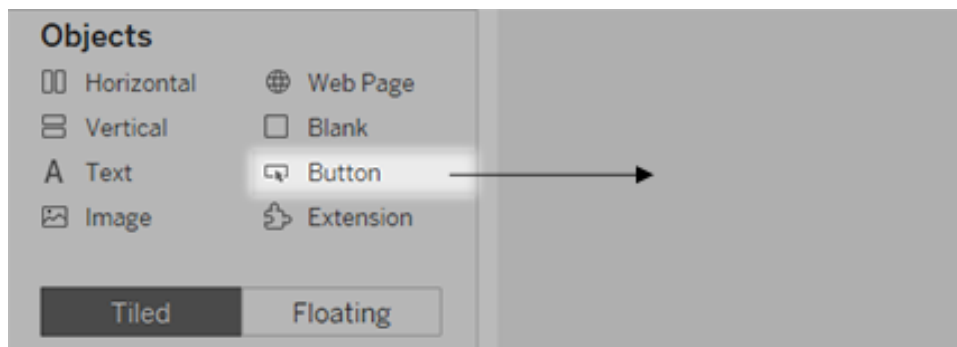 Objects
Horizontal Web Page
Vertical Blank
Text Button
Image Extension
Tiled Floating